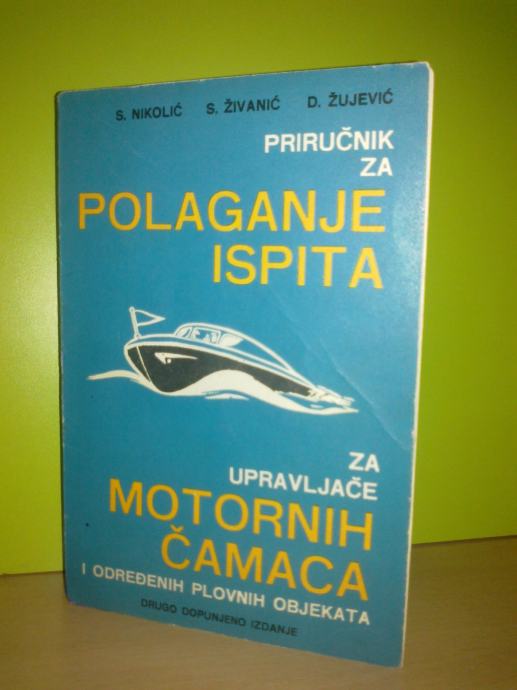 S. NIKOLIĆ S. ŽIVANIĆ D. ŽUJEVIĆ
PRIRUČNIK
ZA
POLAGANJE
ISPITA
ZA
UPRAVLJAČE
MOTORNIH
ČAMACA
I ODREĐENIH PLOVNIH OBJEKATA
DRUGO DOPUNJENO IZDANJE